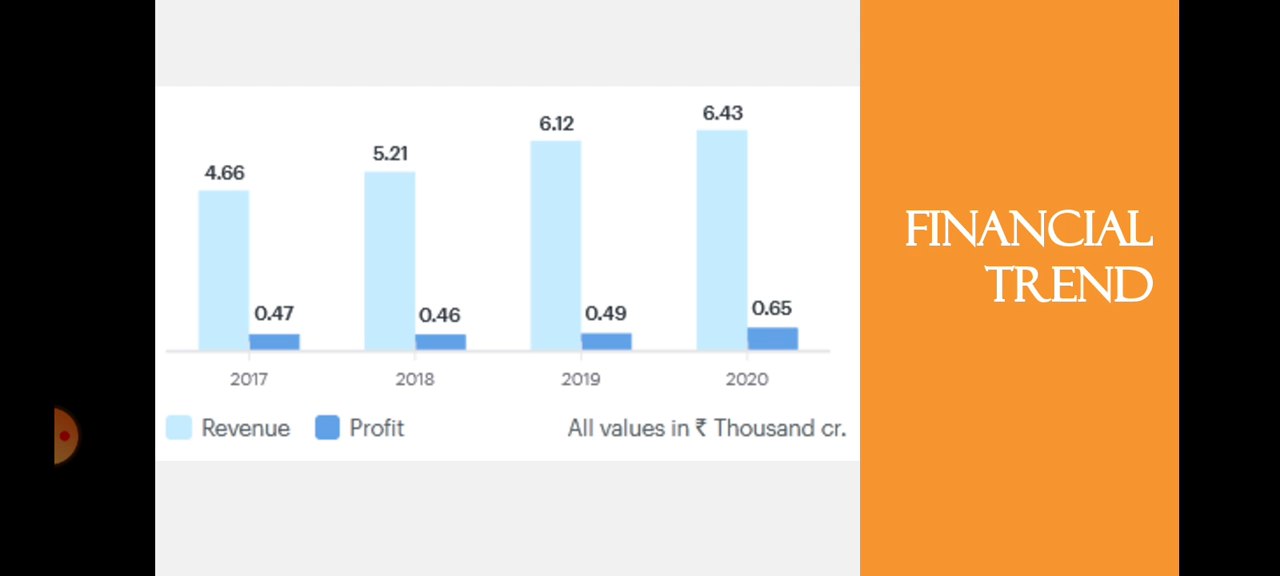 6.43
6.12
5.21
4.66
0.47
0.46
0.49
0.65
2017 2018 2019 2020
Revenue Profit All values in ₹ Thousand cr.
FINANCIAL
TREND